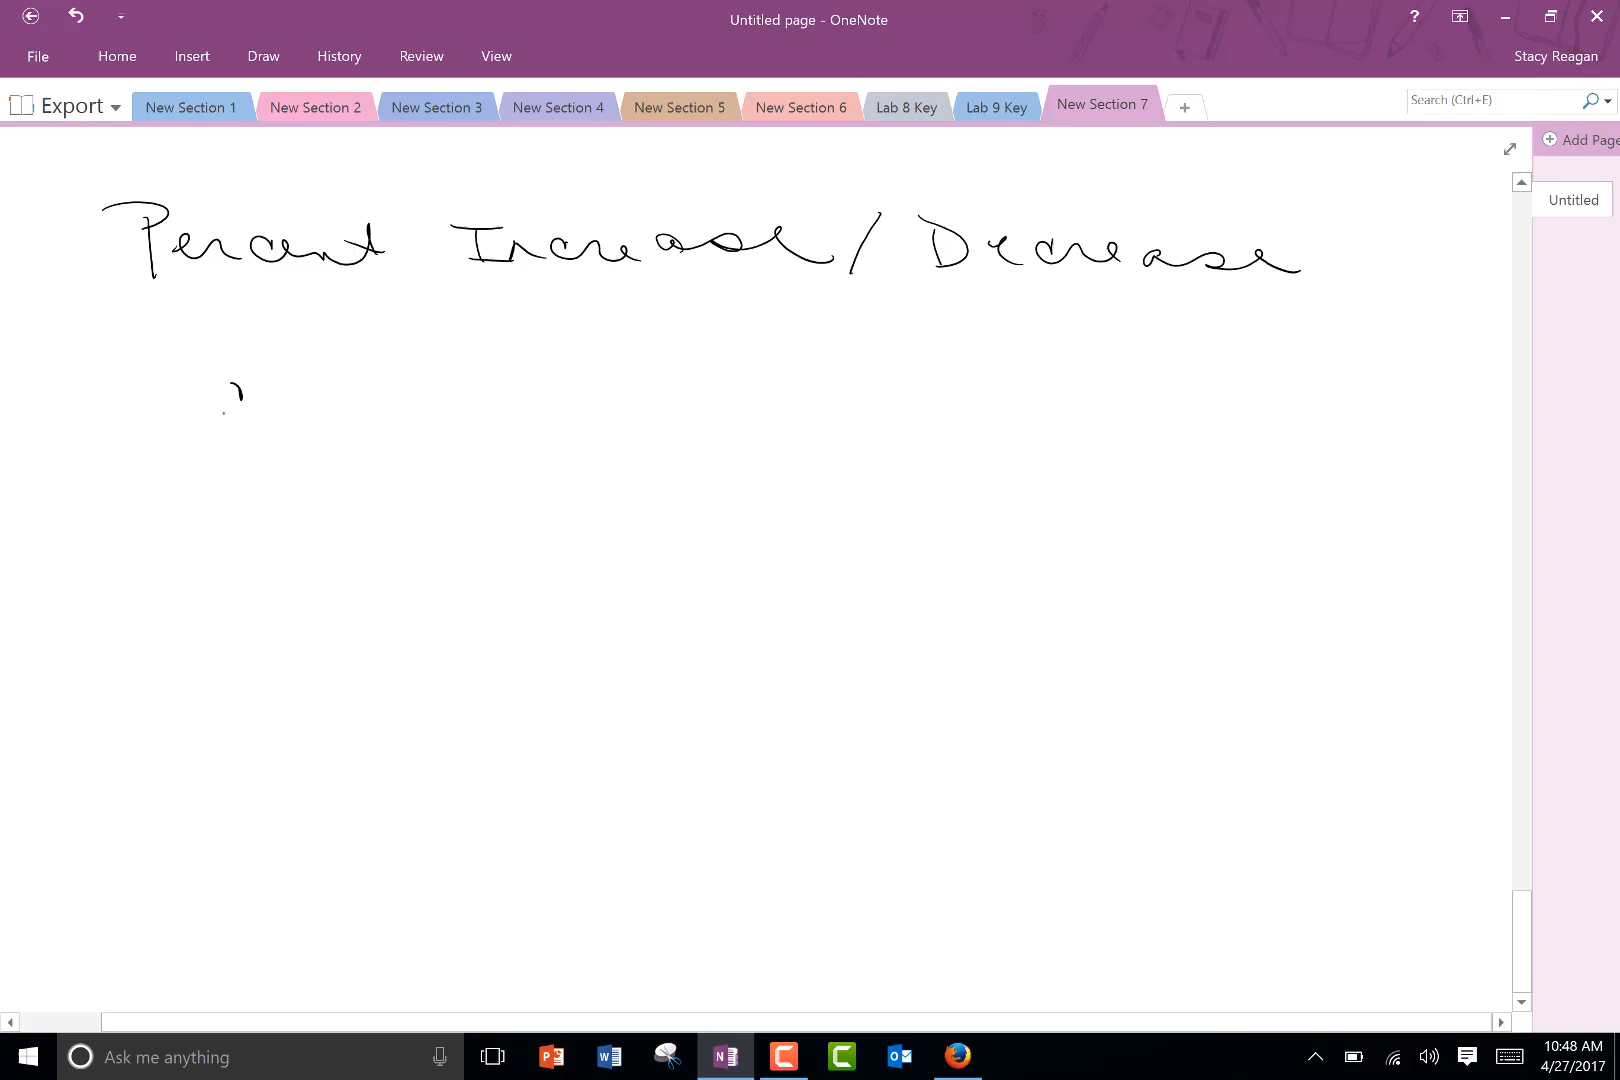 Untitled page - OneNote
?
File Home Insert Draw History Review View Stacy Reagan
Export New Section 1 New Section 2 New Section 3 New Section 4 New Section 5 New Section 6 Lab 8 Key Lab 9 Key New Section 7 + Search (Ctrl+E)
Add Page
Untitled
Percent Increase / Decrease
Ask me anything
10:48 AM
4/27/2017